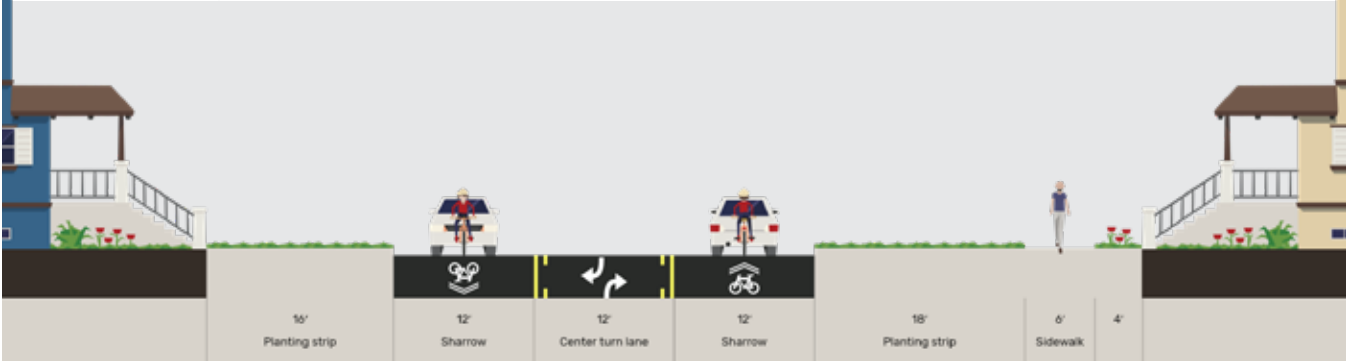 16'
Planting strip
12'
Sharrow
12'
Center turn lane
12'
Sharrow
18'
Planting strip
6'
Sidewalk
4'